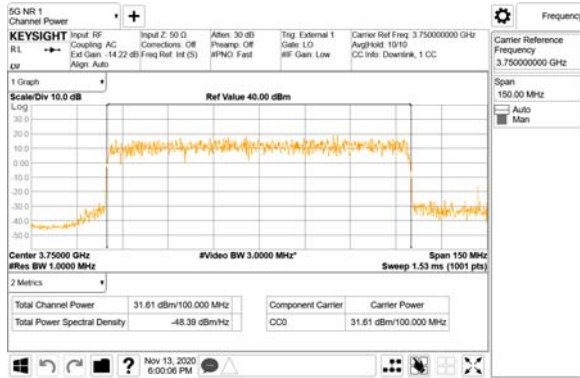 5G NR 1
Channel Power
Frequency
KEYSIGHT
Input: RF
Input Z: 50 Ω
Atten: 30 dB
Trig: External 1
Carrier Ref Freq: 3.750000000 GHz
RL
Coupling: AC
Corrections: Off
Preamp: Off
Gate: LO
Avg|Hold: 10/10
Ext Gain: -14.22 dB
Freq Ref: Int (S)
#PNO: Fast
#IF Gain: Low
CC Info: Downlink, 1 CC
Align: Auto
Carrier Reference
Frequency
3.750000000 GHz
Span
150.00 MHz
Auto
Man
1 Graph
Scale/Div 10.0 dB
Ref Value 40.00 dBm
Log
30.0
20.0
10.0
0.00
-10.0
-20.0
-30.0
-40.0
-50.0
Center 3.75000 GHz
#Video BW 3.0000 MHz*
Span 150 MHz
#Res BW 1.0000 MHz
Sweep 1.53 ms (1001 pts)
2 Metrics
Total Channel Power
31.61 dBm/100.000 MHz
Component Carrier
Carrier Power
Total Power Spectral Density
-48.39 dBm/Hz
CC0
31.61 dBm/100.000 MHz
?
Nov 13, 2020
6:00:06 PM